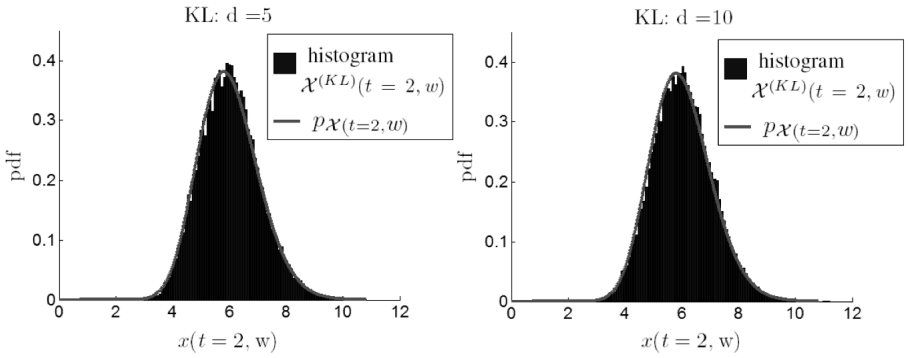 KL: d =5
0.4
0.3
0.2
0.1
0
pdf
0 2 4 6 8 10 12
x(t = 2, w)
histogram
𝒳^(KL)(t = 2, w)
p_𝒳(t=2,w)
KL: d =10
0.4
0.3
0.2
0.1
0
pdf
0 2 4 6 8 10 12
x(t = 2, w)
histogram
𝒳^(KL)(t = 2, w)
p_𝒳(t=2,w)